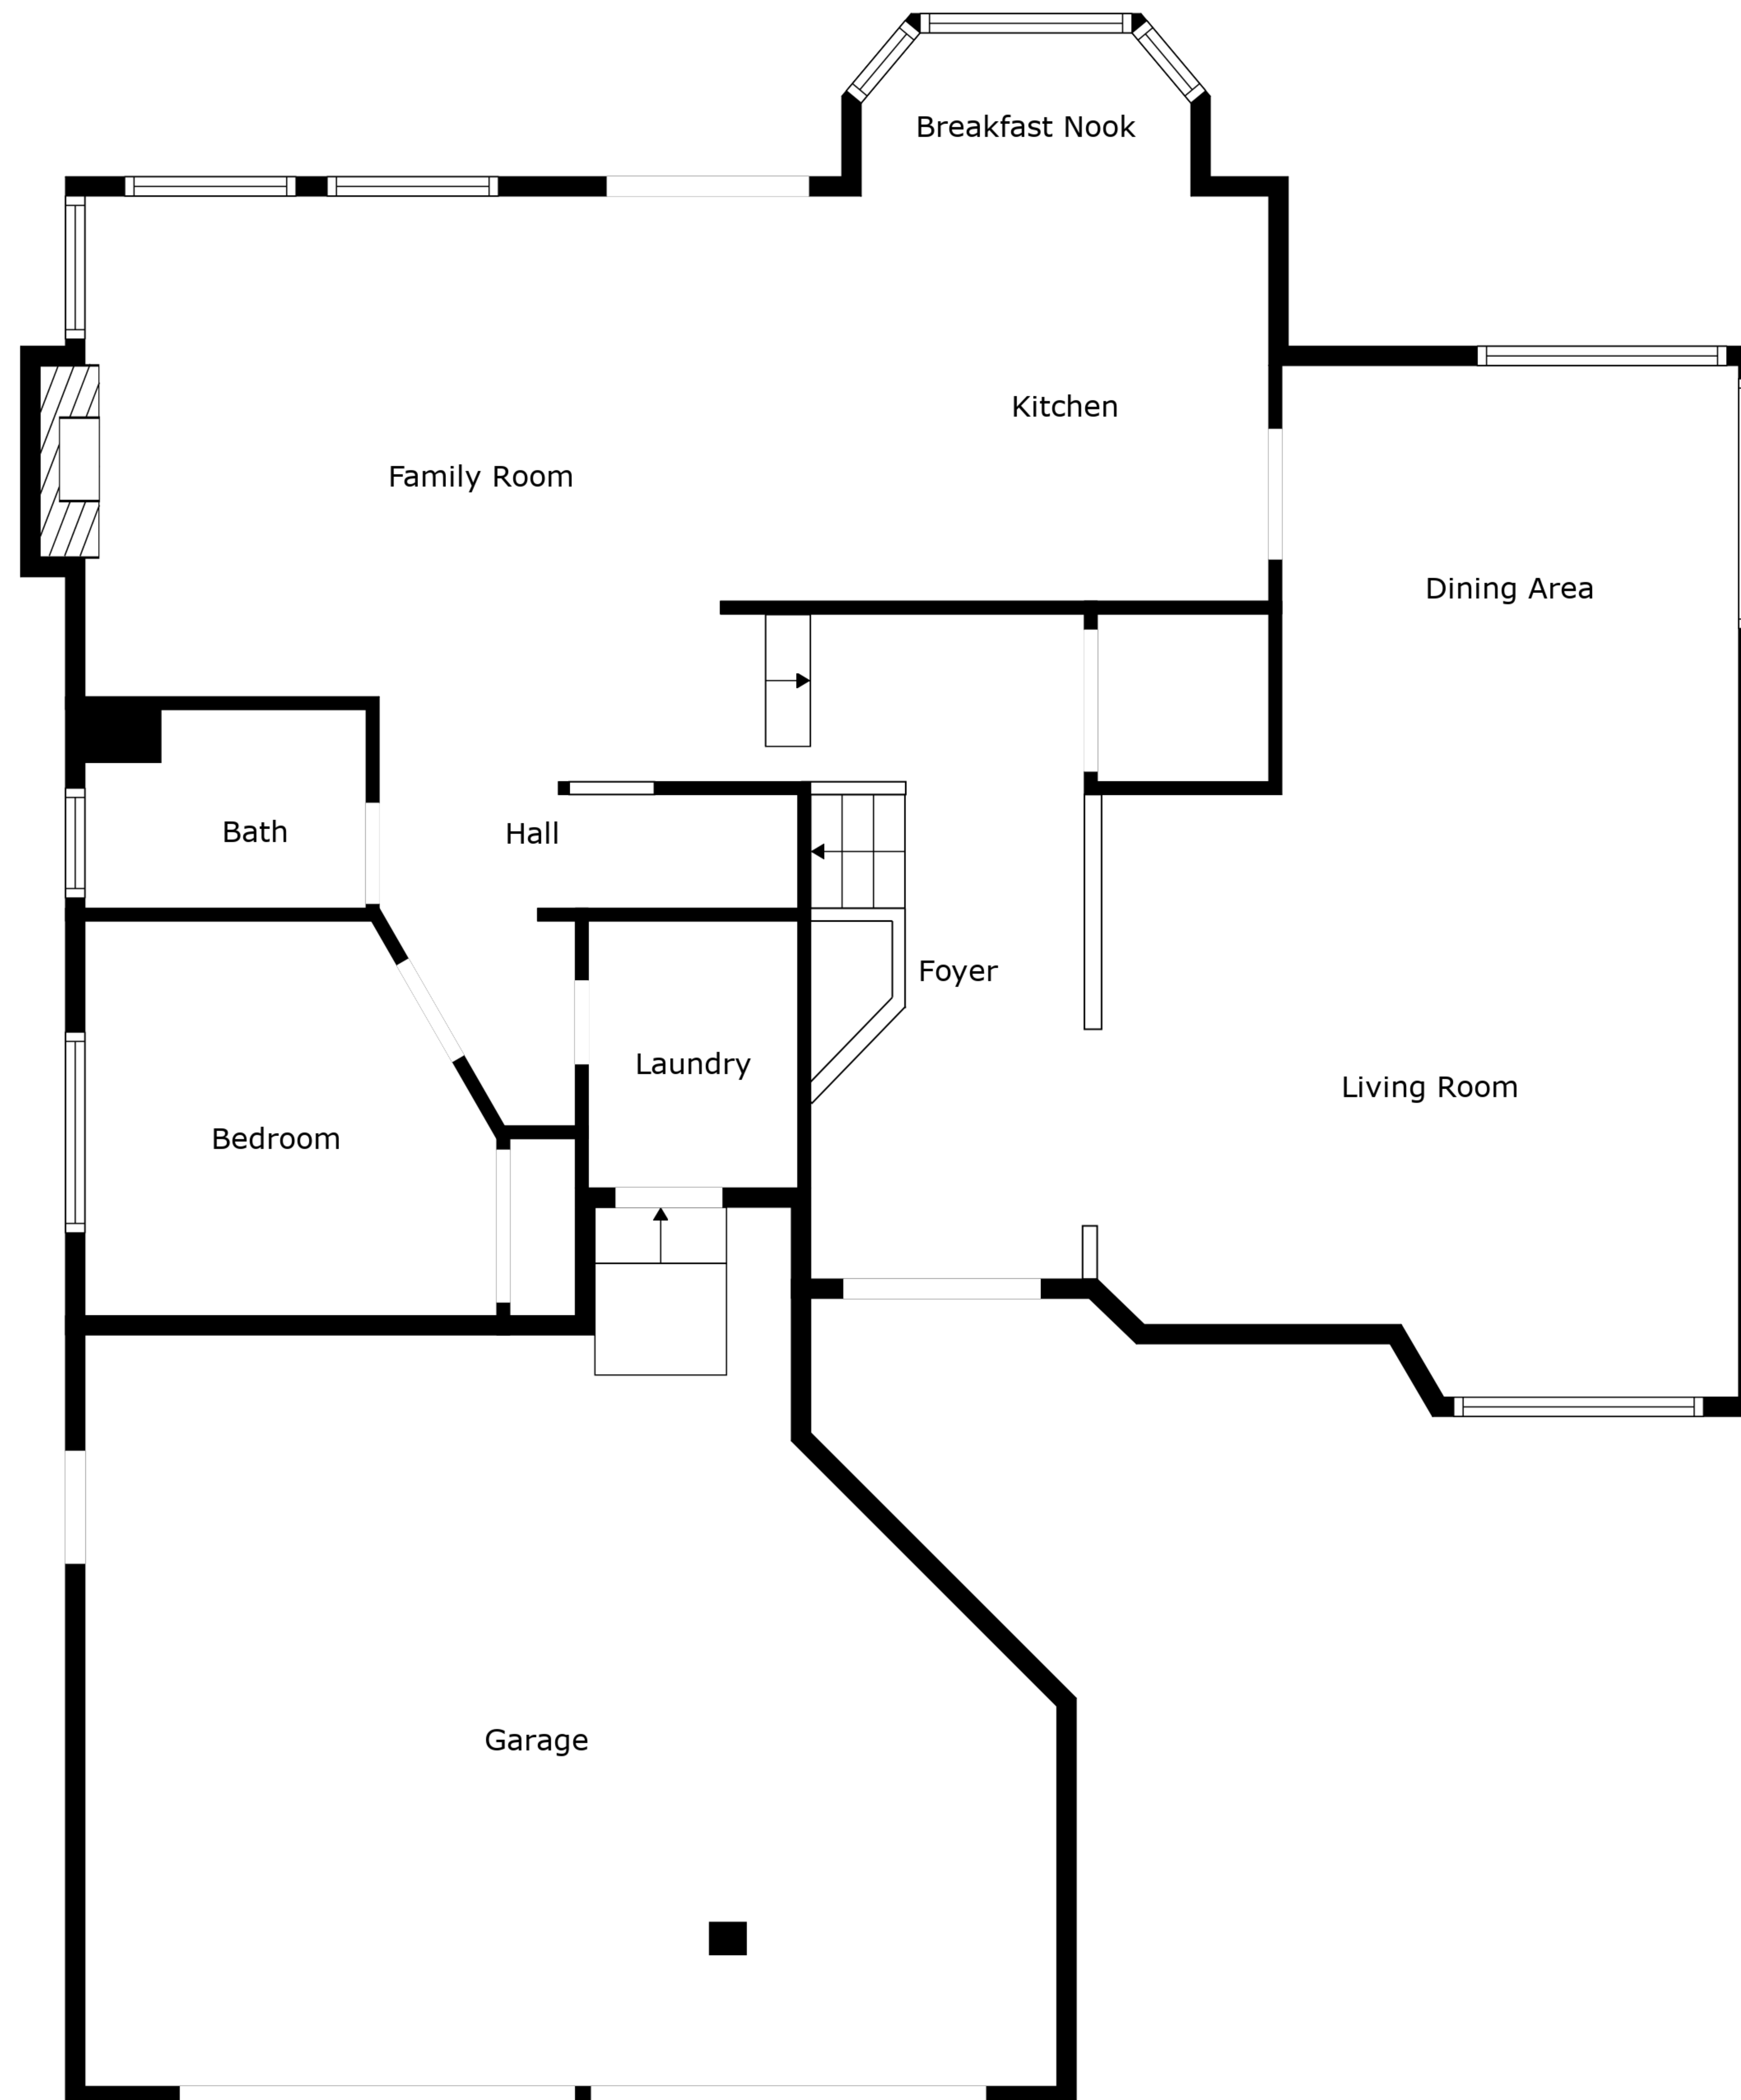 Breakfast Nook
Kitchen
Family Room
Dining Area
Bath
Hall
Foyer
Laundry
Living Room
Bedroom
Garage